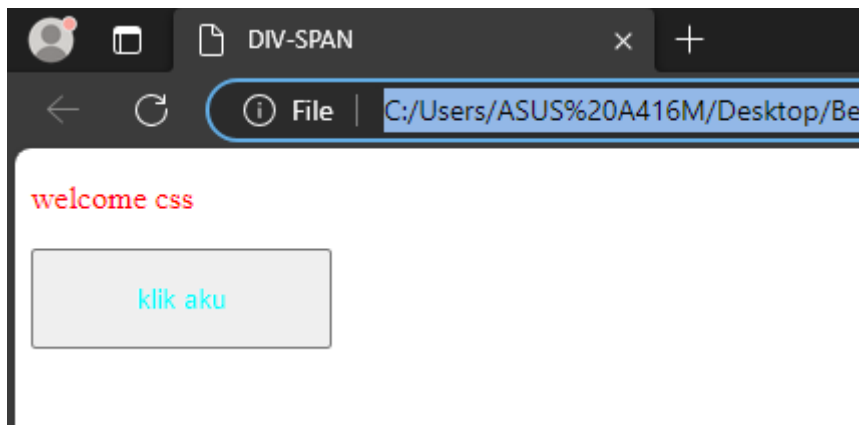 DIV-SPAN
File C:/Users/ASUS%20A416M/Desktop/Be
welcome css
klik aku